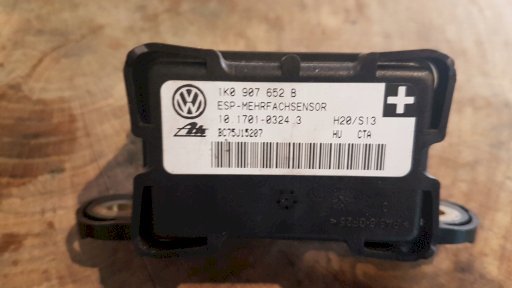 1K0 907 652 B
ESP-MEHRFACHSENSOR
10.1701-0324.3 H20/S13
BC75J15207 HU CTA